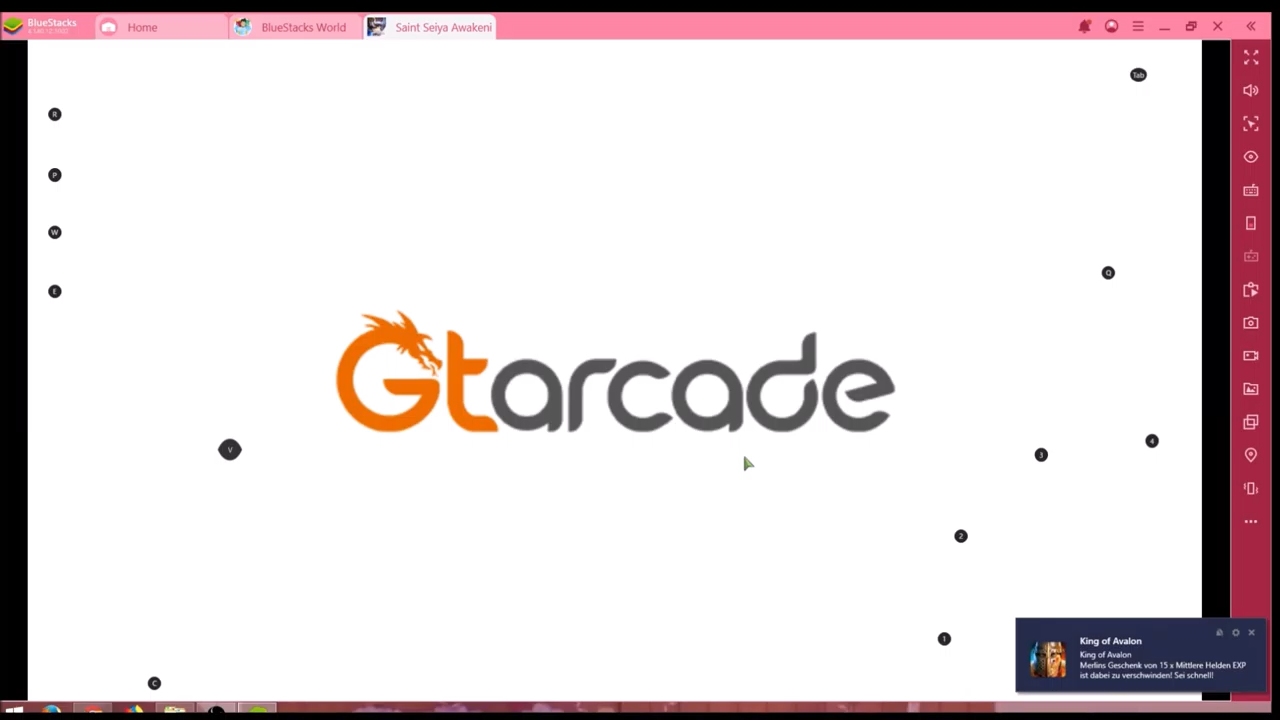 BlueStacks
Home
BlueStacks World
Saint Seiya Awakeni
Tab
R
P
W
E
Q
Gtarcade
V
4
3
2
1
C
King of Avalon
King of Avalon
Merlins Geschenk von 15 x Mittlere Helden EXP
ist dabei zu verschwinden! Sei schnell!